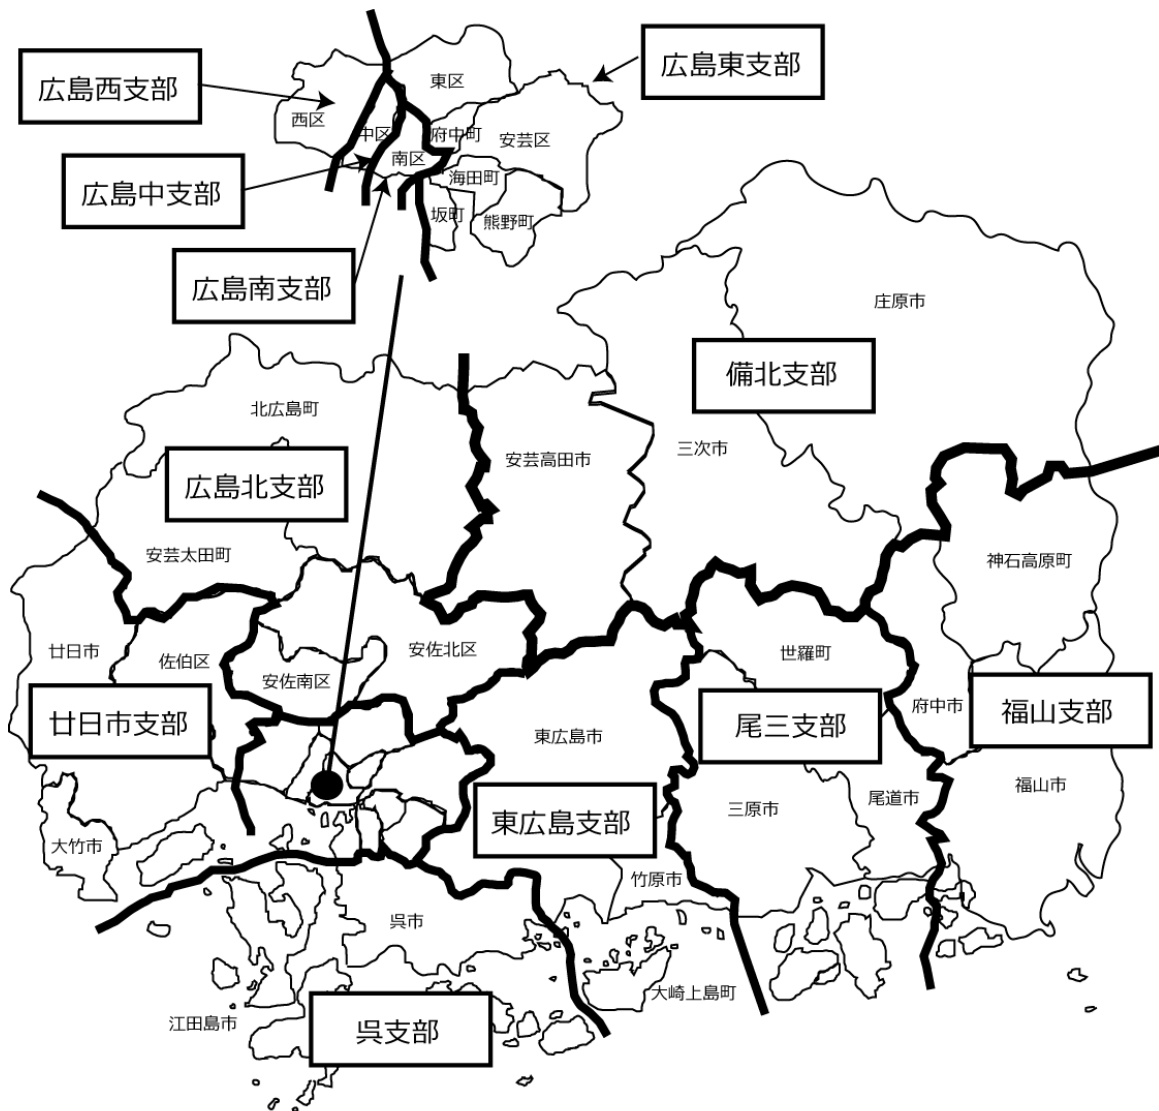 広島西支部
東区
広島東支部
西区
中区
府中町
安芸区
南区
海田町
広島中支部
坂町
熊野町
広島南支部
庄原市
備北支部
北広島町
安芸高田市
三次市
広島北支部
安芸太田町
神石高原町
廿日市
佐伯区
安佐北区
世羅町
安佐南区
廿日市支部
東広島市
尾三支部
府中市
福山支部
三原市
尾道市
福山市
東広島支部
大竹市
竹原市
呉市
大崎上島町
江田島市
呉支部